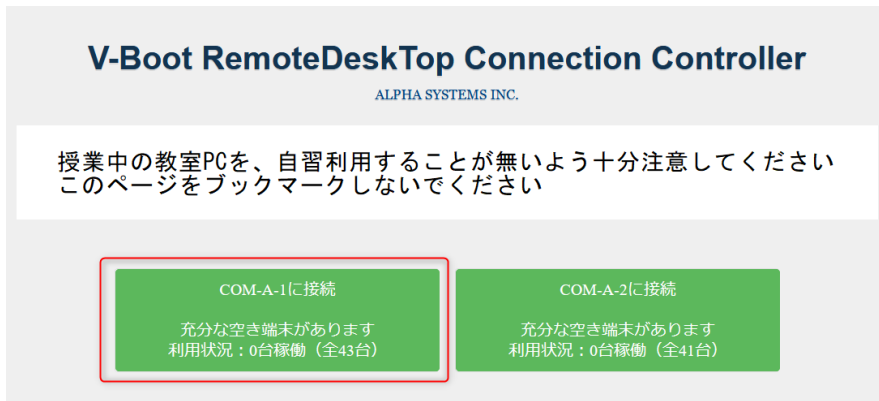 V-Boot RemoteDeskTop Connection Controller
ALPHA SYSTEMS INC.
授業中の教室PCを、自習利用することが無いよう十分注意してください
このページをブックマークしないでください
COM-A-1に接続
充分な空き端末があります
利用状況：0台稼働（全43台）
COM-A-2に接続
充分な空き端末があります
利用状況：0台稼働（全41台）